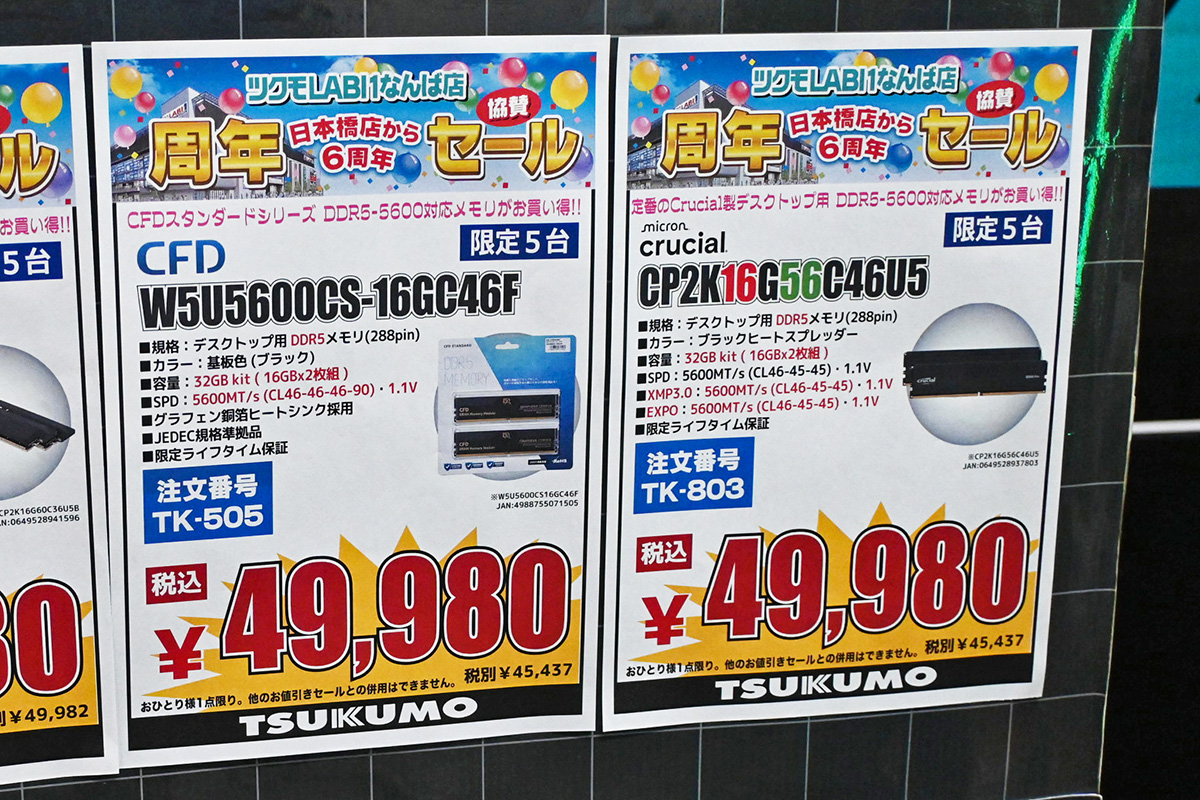 ール
お買い得!!
5台
CP2K16G60C36U5B
AN:0649528941596
80
別￥49,982
ツクモLABI1なんば店
周年
日本橋店から
6周年
協賛
セール
CFDスタンダードシリーズ DDR5-5600対応メモリがお買い得!!
CFD
限定5台
W5U5600CS-16GC46F
■規格：デスクトップ用 DDR5メモリ(288pin)
■カラー：基板色 (ブラック)
■容量：32GB kit ( 16GBx2枚組 )
■SPD：5600MT/s (CL46-46-46-90)・1.1V
■グラフェン銅箔ヒートシンク採用
■JEDEC規格準拠品
■限定ライフタイム保証
CFD STANDARD
DDR5
MEMORY
CFD
CFD
RoHS
注文番号
TK-505
※W5U5600CS16GC46F
JAN:4988755071505
税込
￥49,980
税別￥45,437
おひとり様1点限り。他のお値引きセールとの併用はできません。
TSUKUMO
ツクモLABI1なんば店
周年
日本橋店から
6周年
協賛
セール
定番のCrucial製デスクトップ用 DDR5-5600対応メモリがお買い得!!
micron
crucial
限定5台
CP2K16G56C46U5
■規格：デスクトップ用 DDR5メモリ(288pin)
■カラー：ブラックヒートスプレッダー
■容量：32GB kit ( 16GBx2枚組 )
■SPD：5600MT/s (CL46-45-45)・1.1V
■XMP3.0：5600MT/s (CL46-45-45)・1.1V
■EXPO：5600MT/s (CL46-45-45)・1.1V
■限定ライフタイム保証
crucial
注文番号
TK-803
※CP2K16G56C46U5
JAN:0649528937803
税込
￥49,980
税別￥45,437
おひとり様1点限り。他のお値引きセールとの併用はできません。
TSUKUMO